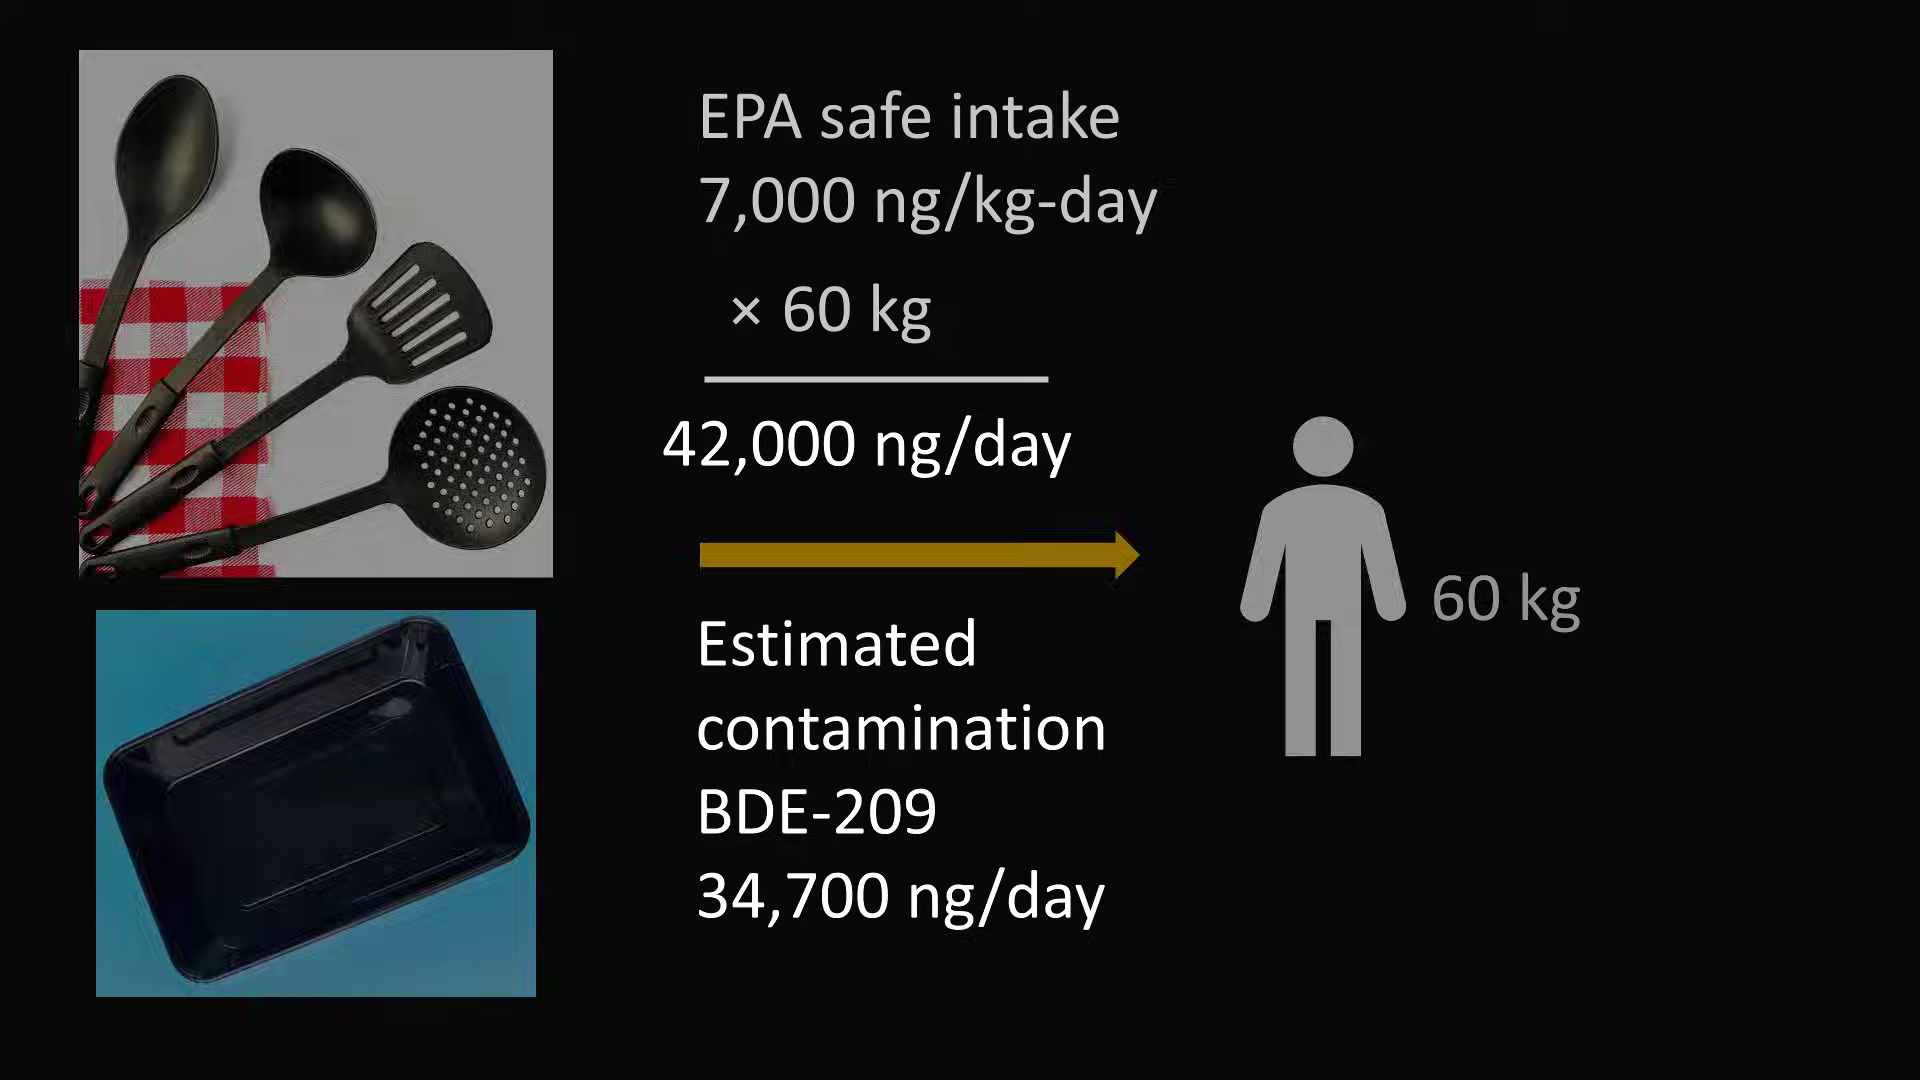 EPA safe intake
7,000 ng/kg-day
× 60 kg
42,000 ng/day
Estimated
contamination
BDE-209
34,700 ng/day
60 kg